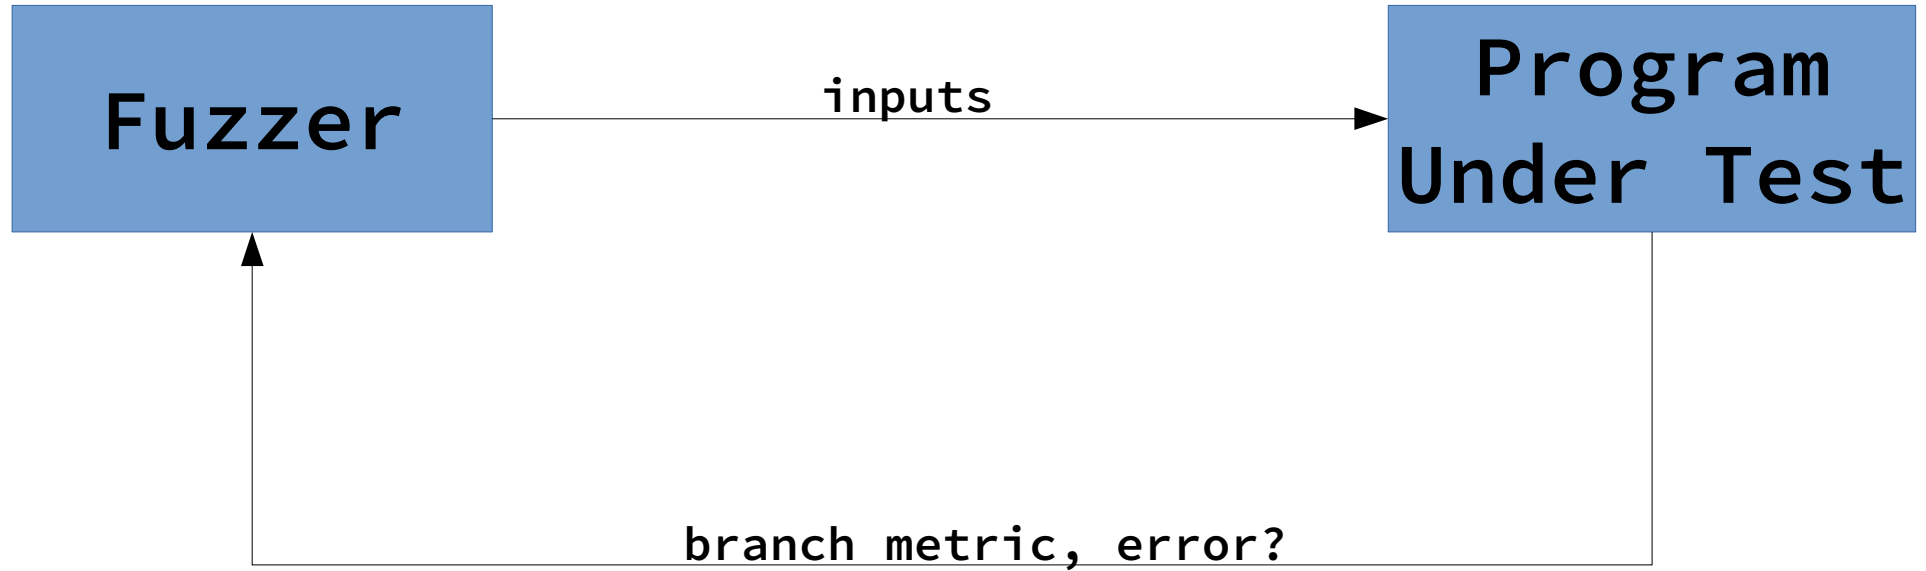 Fuzzer
inputs
Program
Under Test
branch metric, error?